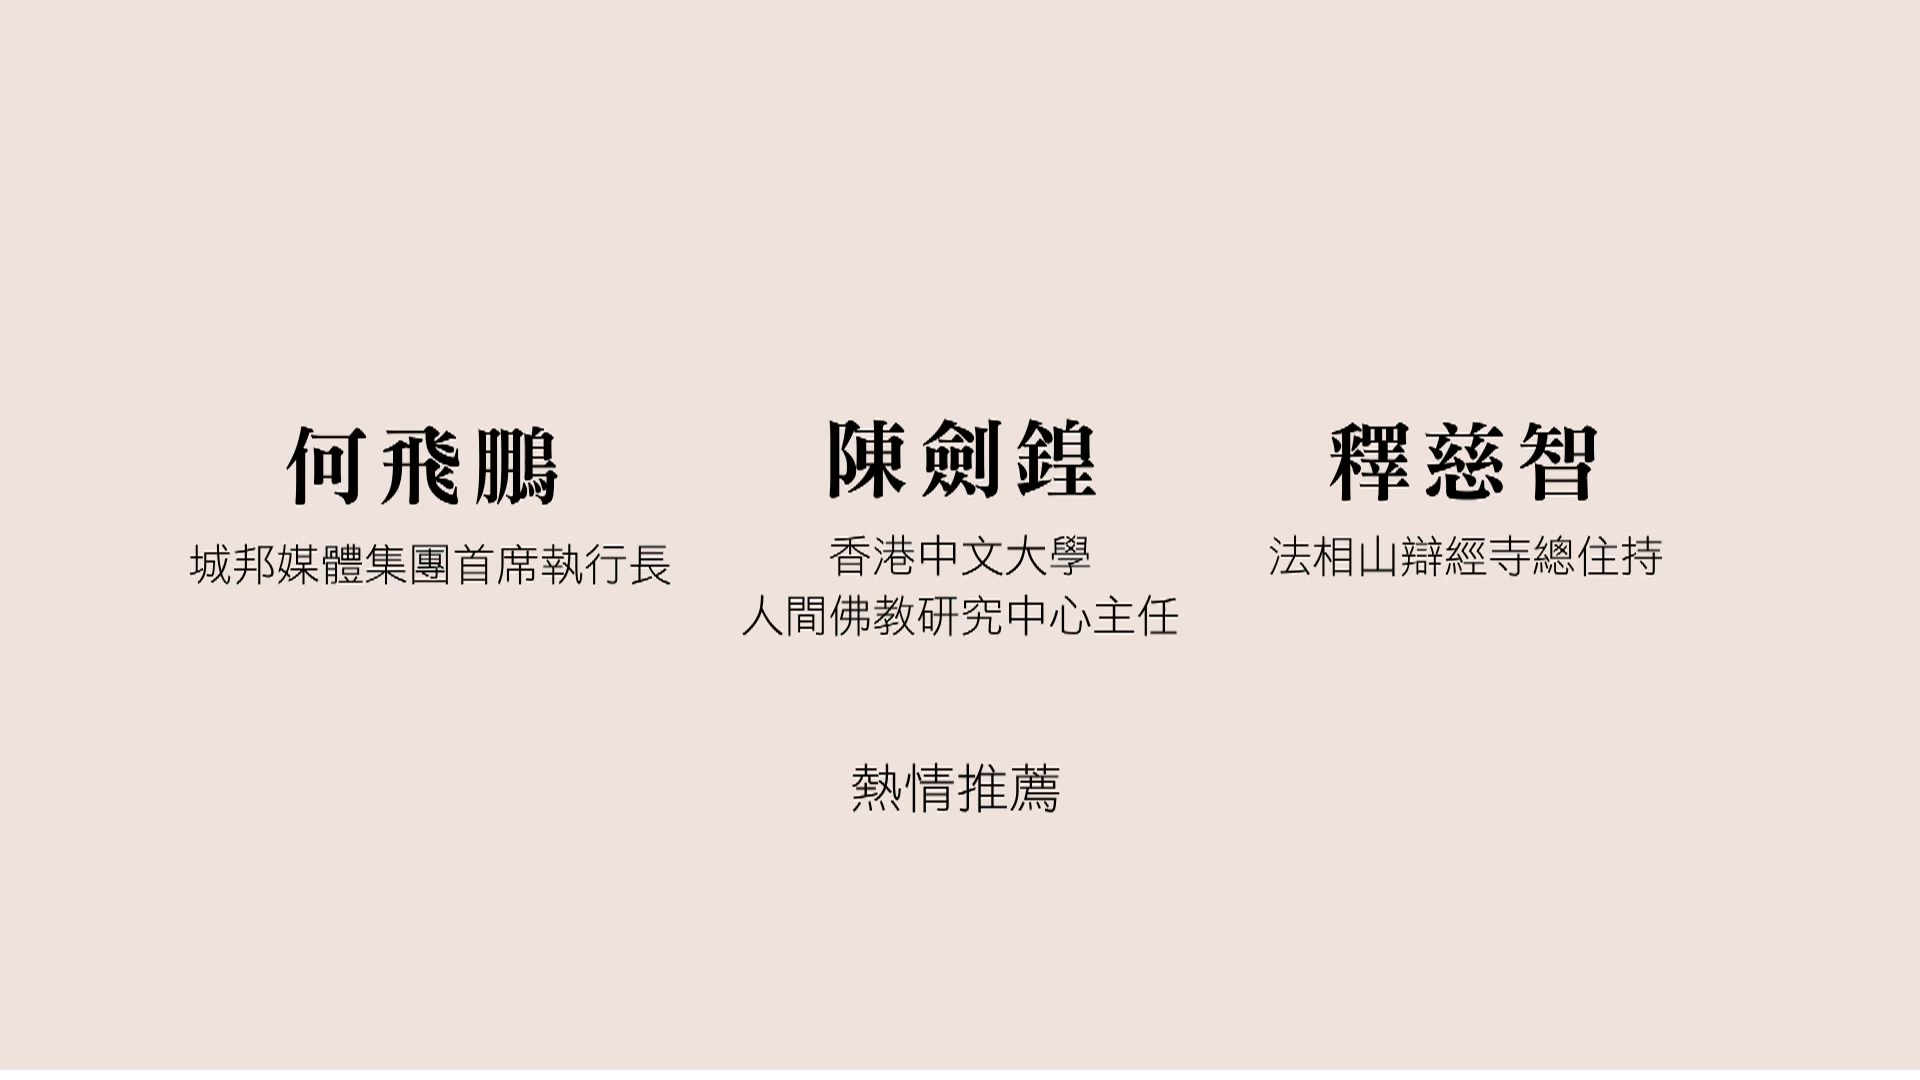 何飛鵬
城邦媒體集團首席執行長
陳劍鍠
香港中文大學
人間佛教研究中心主任
釋慈智
法相山辯經寺總住持
熱情推薦